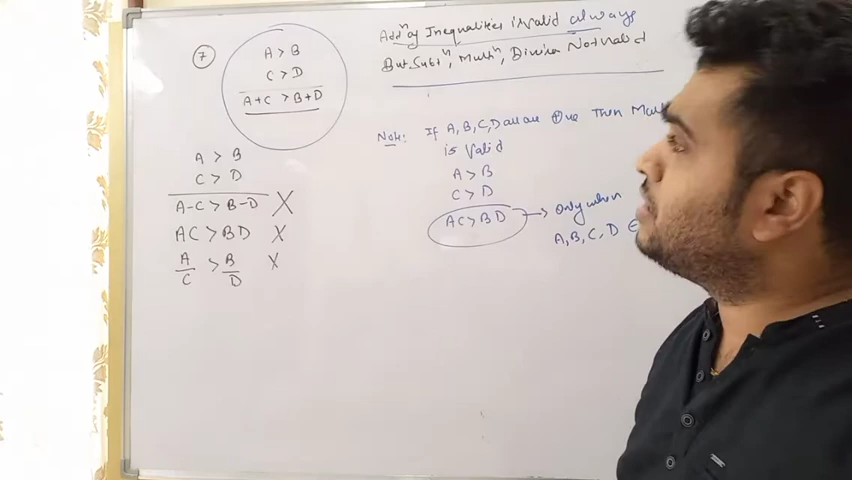 7
A > B
C > D
A+C > B+D
A > B
C > D
A-C > B-D X
AC > BD X
A/C > B/D X
Addⁿ of Inequalities is valid always
But Subtⁿ, Multⁿ, Division Not valid
Note: If A, B, C, D all are ⊕ve Then
is valid
A > B
C > D
AC > BD → only when
A, B, C, D ∈